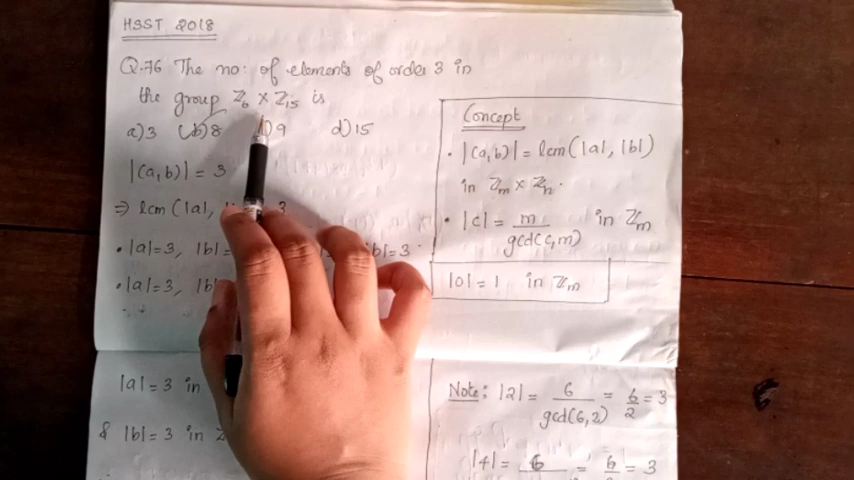 HSST 2018
Q.76 The no: of elements of order 3 in
the group Z₆ × Z₁₅ is
a) 3 b) 8 9 d) 15
|(a,b)| = 3
⇒ lcm (|a|, 3
• |a|=3, |b|= |b|=3
• |a|=3, |b|
|a|=3 in
& |b|=3 in
Concept
• |(a,b)| = lcm(|a|, |b|)
in Zₘ × Zₙ.
• |c| = m/gcd(c,m) in Zₘ
|0| = 1 in Zₘ
Note: |2| = 6/gcd(6,2) = 6/2 = 3
|4| = 6 = 6 = 3